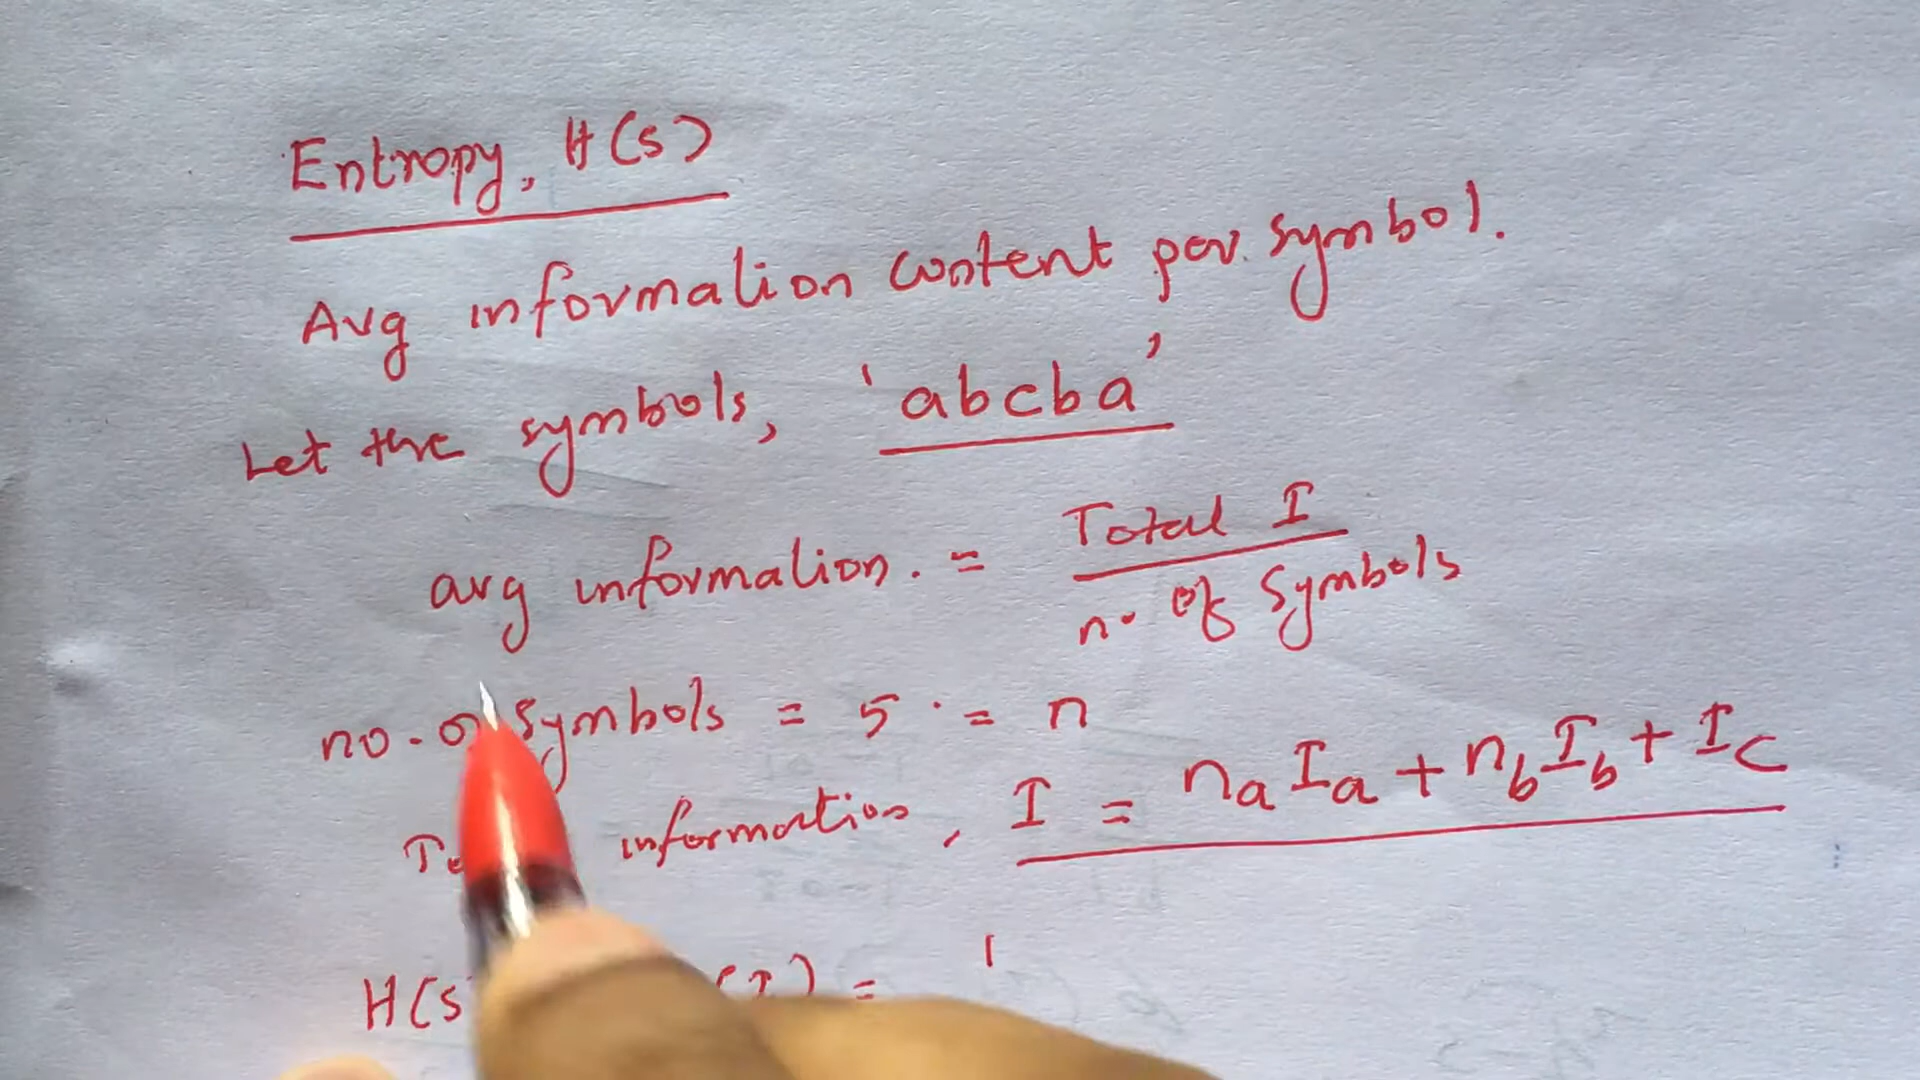 Entropy, H(s)
Avg information content per symbol.
Let the symbols, 'abcba'
avg information. = Total I
no. of Symbols
no. symbols = 5 = n
information, I = naIa + nbIb + Ic
H(s (I) = 1